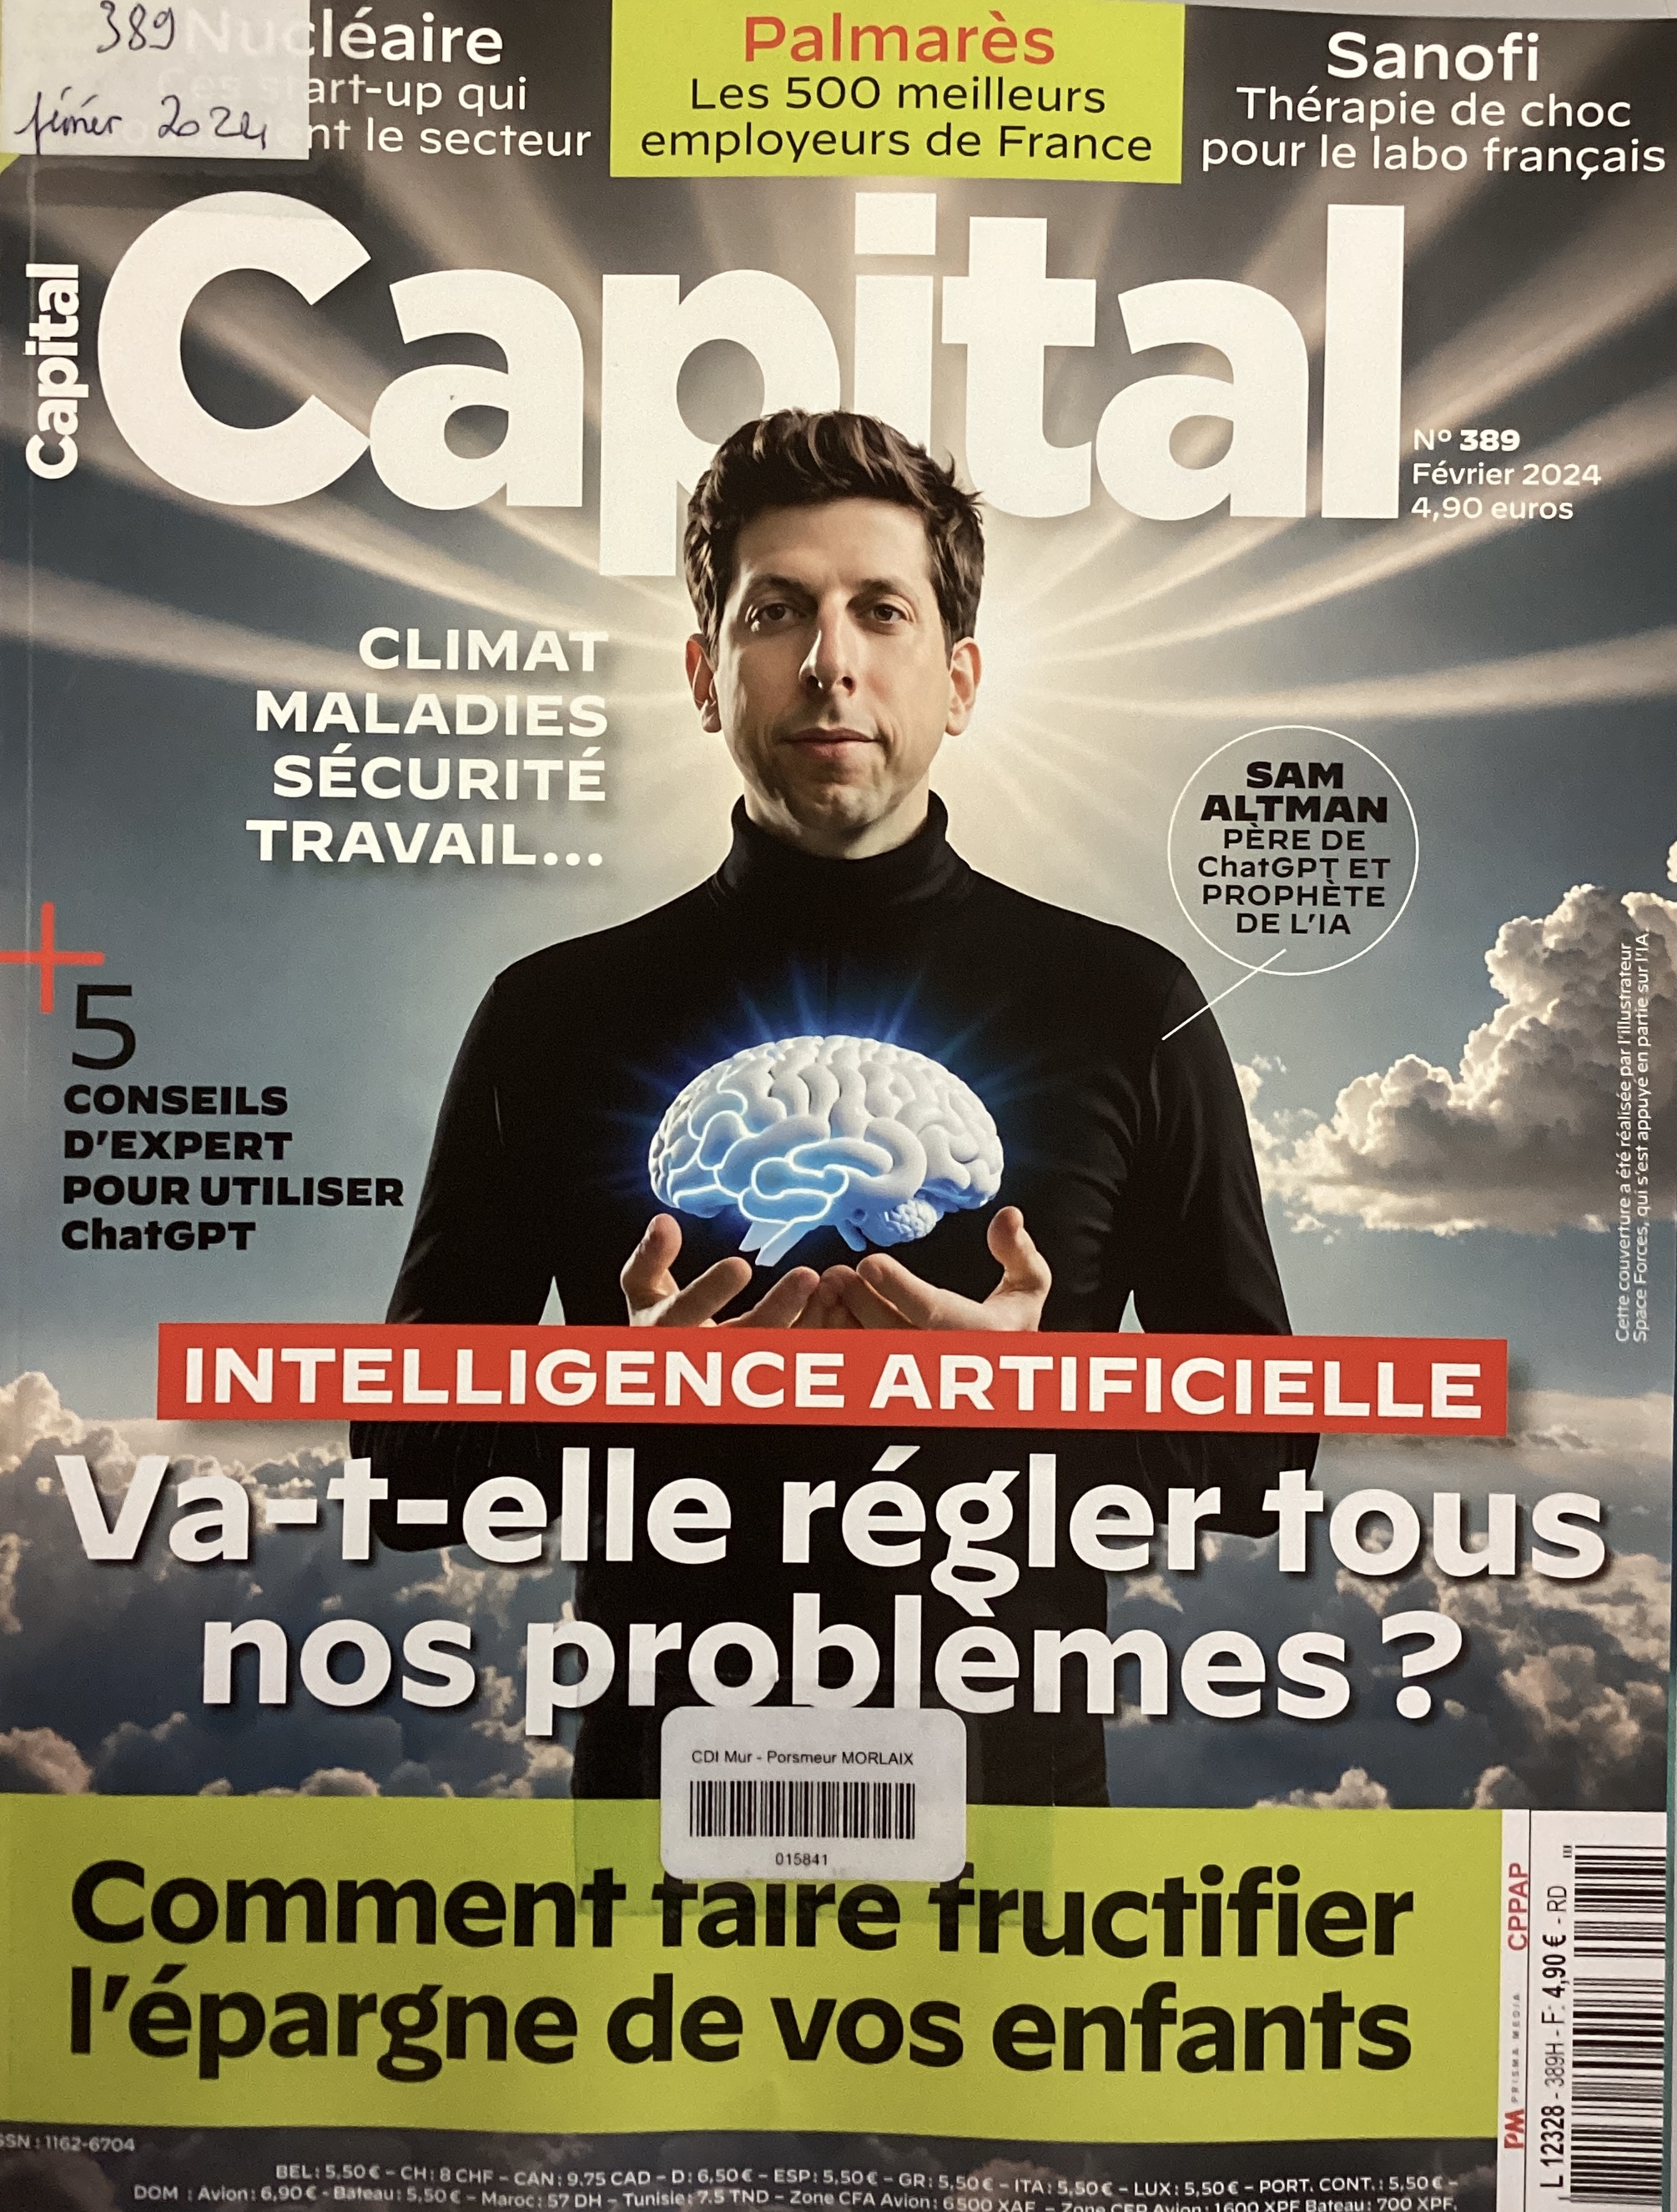 389
février 2024
Nucléaire
Ces start-up qui
nt le secteur
Palmarès
Les 500 meilleurs
employeurs de France
Sanofi
Thérapie de choc
pour le labo français
Capital
Capital
Nº 389
Février 2024
4,90 euros
CLIMAT
MALADIES
SÉCURITÉ
TRAVAIL...
SAM
ALTMAN
PÈRE DE
ChatGPT ET
PROPHÈTE
DE L'IA
+
5
CONSEILS
D'EXPERT
POUR UTILISER
ChatGPT
Cette couverture a été réalisée par l'illustrateur
Space Forces, qui s'est appuyé en partie sur l'IA.
INTELLIGENCE ARTIFICIELLE
Va-t-elle régler tous
nos problèmes ?
CDI Mur - Porsmeur MORLAIX
015841
Comment faire fructifier
l'épargne de vos enfants
CPPAP
PM PRISMA MEDIA
L 12328 - 389H - F: 4,90 € - RD
SSN : 1162-6704
BEL : 5,50 € – CH : 8 CHF – CAN : 9.75 CAD – D : 6,50 € – ESP : 5,50 € – GR : 5,50 € – ITA : 5,50 € – LUX : 5,50 € – PORT. CONT. : 5,50 € –
DOM : Avion : 6,90 € - Bateau : 5,50 € – Maroc : 57 DH – Tunisie : 7.5 TND – Zone CFA Avion : 6500 XAF – Zone CFP Avion : 1600 XPF Bateau : 700 XPF.